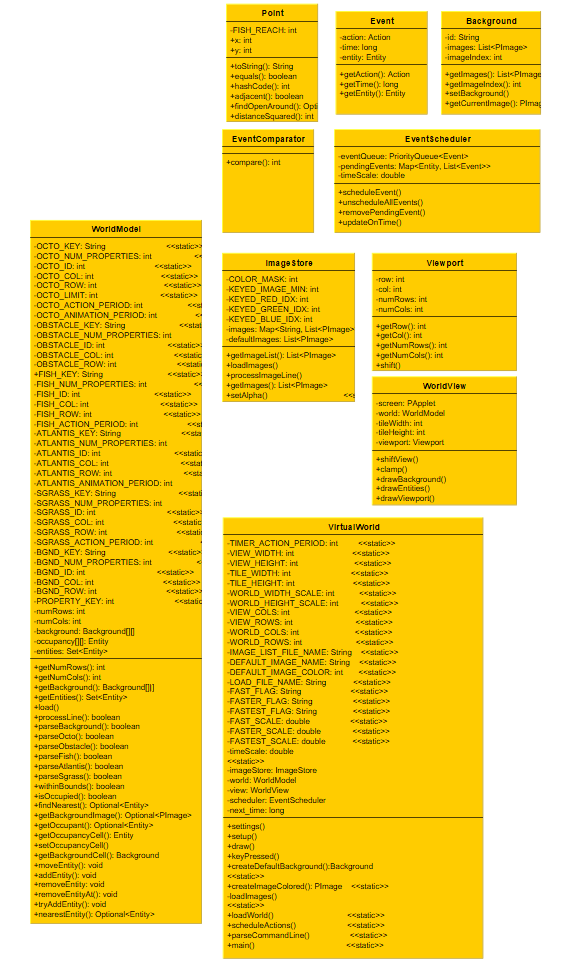 Point
-FISH_REACH: int
+x: int
+y: int
+toString(): String
+equals(): boolean
+hashCode(): int
+adjacent(): boolean
+findOpenAround(): Opti
+distanceSquared(): int
Event
-action: Action
-time: long
-entity: Entity
+getAction(): Action
+getTime(): long
+getEntity(): Entity
Background
-id: String
-images: List<PImage>
-imageIndex: int
+getImages(): List<PImage
+getImageIndex(): int
+setBackground()
+getCurrentImage(): PImag
EventComparator
+compare(): int
EventScheduler
-eventQueue: PriorityQueue<Event>
-pendingEvents: Map<Entity, List<Event>>
-timeScale: double
+scheduleEvent()
+unscheduleAllEvents()
+removePendingEvent()
+updateOnTime()
WorldModel
-OCTO_KEY: String <<static>>
-OCTO_NUM_PROPERTIES: int <<
-OCTO_ID: int <<static>>
-OCTO_COL: int <<static>>
-OCTO_ROW: int <<static>>
-OCTO_LIMIT: int <<static>>
-OCTO_ACTION_PERIOD: int <<st
-OCTO_ANIMATION_PERIOD: int
-OBSTACLE_KEY: String <<stat
-OBSTACLE_NUM_PROPERTIES: int
-OBSTACLE_ID: int <<static>
-OBSTACLE_COL: int <<static>
-OBSTACLE_ROW: int <<static>
+FISH_KEY: String <<static>>
-FISH_NUM_PROPERTIES: int <<
-FISH_ID: int <<static>>
-FISH_COL: int <<static>>
-FISH_ROW: int <<static>>
-FISH_ACTION_PERIOD: int <<st
-ATLANTIS_KEY: String <<sta
-ATLANTIS_NUM_PROPERTIES: int
-ATLANTIS_ID: int <<static>
-ATLANTIS_COL: int <<static
-ATLANTIS_ROW: int <<static
-ATLANTIS_ANIMATION_PERIOD: int
-SGRASS_KEY: String <<stati
-SGRASS_NUM_PROPERTIES: int
-SGRASS_ID: int <<static>>
-SGRASS_COL: int <<static>
-SGRASS_ROW: int <<static>
-SGRASS_ACTION_PERIOD: int
-BGND_KEY: String <<static>>
-BGND_NUM_PROPERTIES: int
-BGND_ID: int <<static>>
-BGND_COL: int <<static>>
-BGND_ROW: int <<static>>
-PROPERTY_KEY: int <<static
-numRows: int
-numCols: int
-background: Background[][]
-occupancy[][]: Entity
-entities: Set<Entity>
+getNumRows(): int
+getNumCols(): int
+getBackground(): Background[][]
+getEntities(): Set<Entity>
+load()
+processLine(): boolean
+parseBackground(): boolean
+parseOcto(): boolean
+parseObstacle(): boolean
+parseFish(): boolean
+parseAtlantis(): boolean
+parseSgrass(): boolean
+withinBounds(): boolean
+isOccupied(): boolean
+findNearest(): Optional<Entity>
+getBackgroundImage(): Optional<PImage>
+getOccupant(): Optional<Entity>
+getOccupancyCell(): Entity
+setOccupancyCell()
+getBackgroundCell(): Background
+moveEntity(): void
+addEntity(): void
+removeEntity: void
+removeEntityAt(): void
+tryAddEntity(): void
+nearestEntity(): Optional<Entity>
ImageStore
-COLOR_MASK: int
-KEYED_IMAGE_MIN: int
-KEYED_RED_IDX: int
-KEYED_GREEN_IDX: int
-KEYED_BLUE_IDX: int
-images: Map<String, List<PImage>
-defaultImages: List<PImage>
+getImageList(): List<PImage>
+loadImages()
+processImageLine()
+getImages(): List<PImage>
+setAlpha() <<s
Viewport
-row: int
-col: int
-numRows: int
-numCols: int
+getRow(): int
+getCol(): int
+getNumRows(): int
+getNumCols(): int
+shift()
WorldView
-screen: PApplet
-world: WorldModel
-tileWidth: int
-tileHeight: int
-viewport: Viewport
+shiftView()
+clamp()
+drawBackground()
+drawEntities()
+drawViewport()
VirtualWorld
-TIMER_ACTION_PERIOD: int <<static>>
-VIEW_WIDTH: int <<static>>
-VIEW_HEIGHT: int <<static>>
-TILE_WIDTH: int <<static>>
-TILE_HEIGHT: int <<static>>
-WORLD_WIDTH_SCALE: int <<static>>
-WORLD_HEIGHT_SCALE: int <<static>>
-VIEW_COLS: int <<static>>
-VIEW_ROWS: int <<static>>
-WORLD_COLS: int <<static>>
-WORLD_ROWS: int <<static>>
-IMAGE_LIST_FILE_NAME: String <<static>>
-DEFAULT_IMAGE_NAME: String <<static>>
-DEFAULT_IMAGE_COLOR: int <<static>>
-LOAD_FILE_NAME: String <<static>>
-FAST_FLAG: String <<static>>
-FASTER_FLAG: String <<static>>
-FASTEST_FLAG: String <<static>>
-FAST_SCALE: double <<static>>
-FASTER_SCALE: double <<static>>
-FASTEST_SCALE: double <<static>>
-timeScale: double
<<static>>
-imageStore: ImageStore
-world: WorldModel
-view: WorldView
-scheduler: EventScheduler
-next_time: long
+settings()
+setup()
+draw()
+keyPressed()
+createDefaultBackground():Background
<<static>>
+createImageColored(): PImage <<static>>
-loadImages()
<<static>>
+loadWorld() <<static>>
+scheduleActions() <<static>>
+parseCommandLine() <<static>>
+main() <<static>>